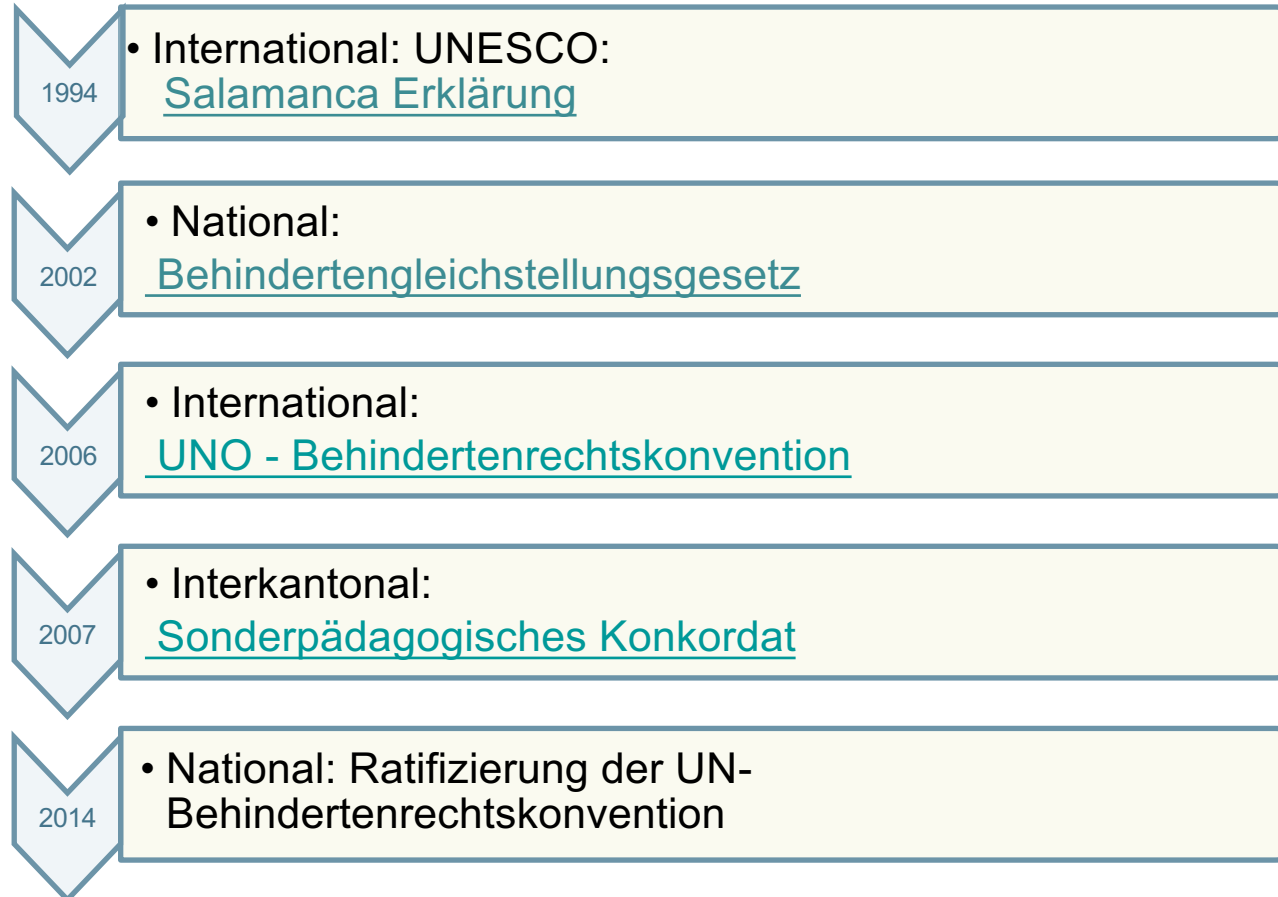 1994
• International: UNESCO:
Salamanca Erklärung
2002
• National:
Behindertengleichstellungsgesetz
2006
• International:
UNO - Behindertenrechtskonvention
2007
• Interkantonal:
Sonderpädagogisches Konkordat
2014
• National: Ratifizierung der UN-
Behindertenrechtskonvention